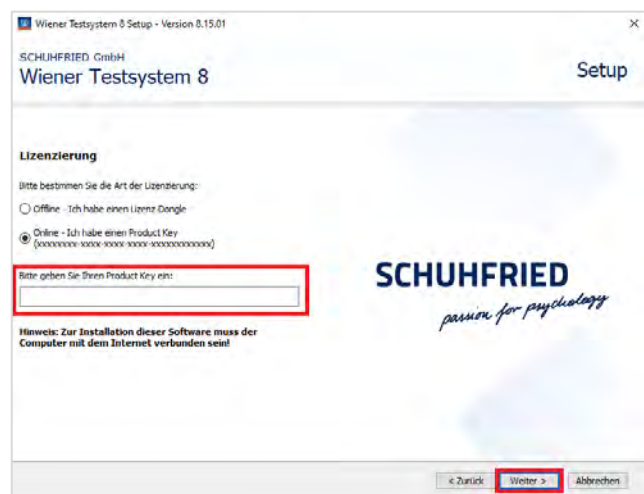 Wiener Testsystem 8 Setup - Version 8.15.01
SCHUHFRIED GmbH
Wiener Testsystem 8
Setup
Lizenzierung
Bitte bestimmen Sie die Art der Lizenzierung:
Offline - Ich habe einen Lizenz Dongle
Online - Ich habe einen Product Key
(xxxxxxxx-xxxx-xxxx-xxxx-xxxxxxxxxxxx)
Bitte geben Sie Ihren Product Key ein:
SCHUHFRIED
passion for psychology
Hinweis: Zur Installation dieser Software muss der
Computer mit dem Internet verbunden sein!
< Zurück
Weiter >
Abbrechen